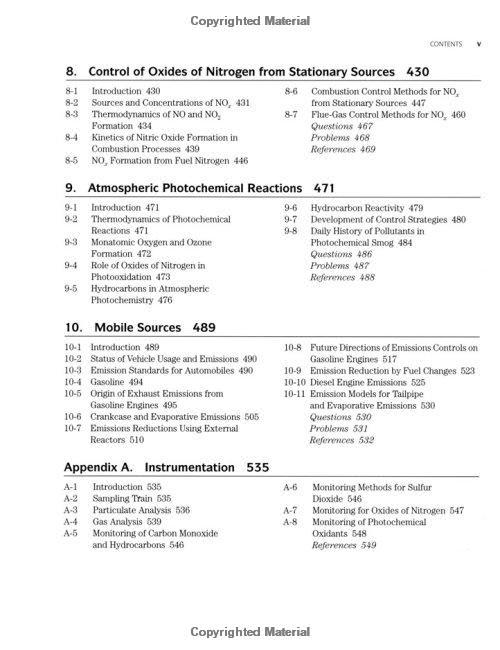 Copyrighted Material
CONTENTS v
8. Control of Oxides of Nitrogen from Stationary Sources 430
8-1 Introduction 430
8-2 Sources and Concentrations of NOx 431
8-3 Thermodynamics of NO and NO2
Formation 434
8-4 Kinetics of Nitric Oxide Formation in
Combustion Processes 439
8-5 NOx Formation from Fuel Nitrogen 446
8-6 Combustion Control Methods for NOx
from Stationary Sources 447
8-7 Flue-Gas Control Methods for NOx 460
Questions 467
Problems 468
References 469
9. Atmospheric Photochemical Reactions 471
9-1 Introduction 471
9-2 Thermodynamics of Photochemical
Reactions 471
9-3 Monatomic Oxygen and Ozone
Formation 472
9-4 Role of Oxides of Nitrogen in
Photooxidation 473
9-5 Hydrocarbons in Atmospheric
Photochemistry 476
9-6 Hydrocarbon Reactivity 479
9-7 Development of Control Strategies 480
9-8 Daily History of Pollutants in
Photochemical Smog 484
Questions 486
Problems 487
References 488
10. Mobile Sources 489
10-1 Introduction 489
10-2 Status of Vehicle Usage and Emissions 490
10-3 Emission Standards for Automobiles 490
10-4 Gasoline 494
10-5 Origin of Exhaust Emissions from
Gasoline Engines 495
10-6 Crankcase and Evaporative Emissions 505
10-7 Emissions Reductions Using External
Reactors 510
10-8 Future Directions of Emissions Controls on
Gasoline Engines 517
10-9 Emission Reduction by Fuel Changes 523
10-10 Diesel Engine Emissions 525
10-11 Emission Models for Tailpipe
and Evaporative Emissions 530
Questions 530
Problems 531
References 532
Appendix A. Instrumentation 535
A-1 Introduction 535
A-2 Sampling Train 535
A-3 Particulate Analysis 536
A-4 Gas Analysis 539
A-5 Monitoring of Carbon Monoxide
and Hydrocarbons 546
A-6 Monitoring Methods for Sulfur
Dioxide 546
A-7 Monitoring for Oxides of Nitrogen 547
A-8 Monitoring of Photochemical
Oxidants 548
References 549
Copyrighted Material